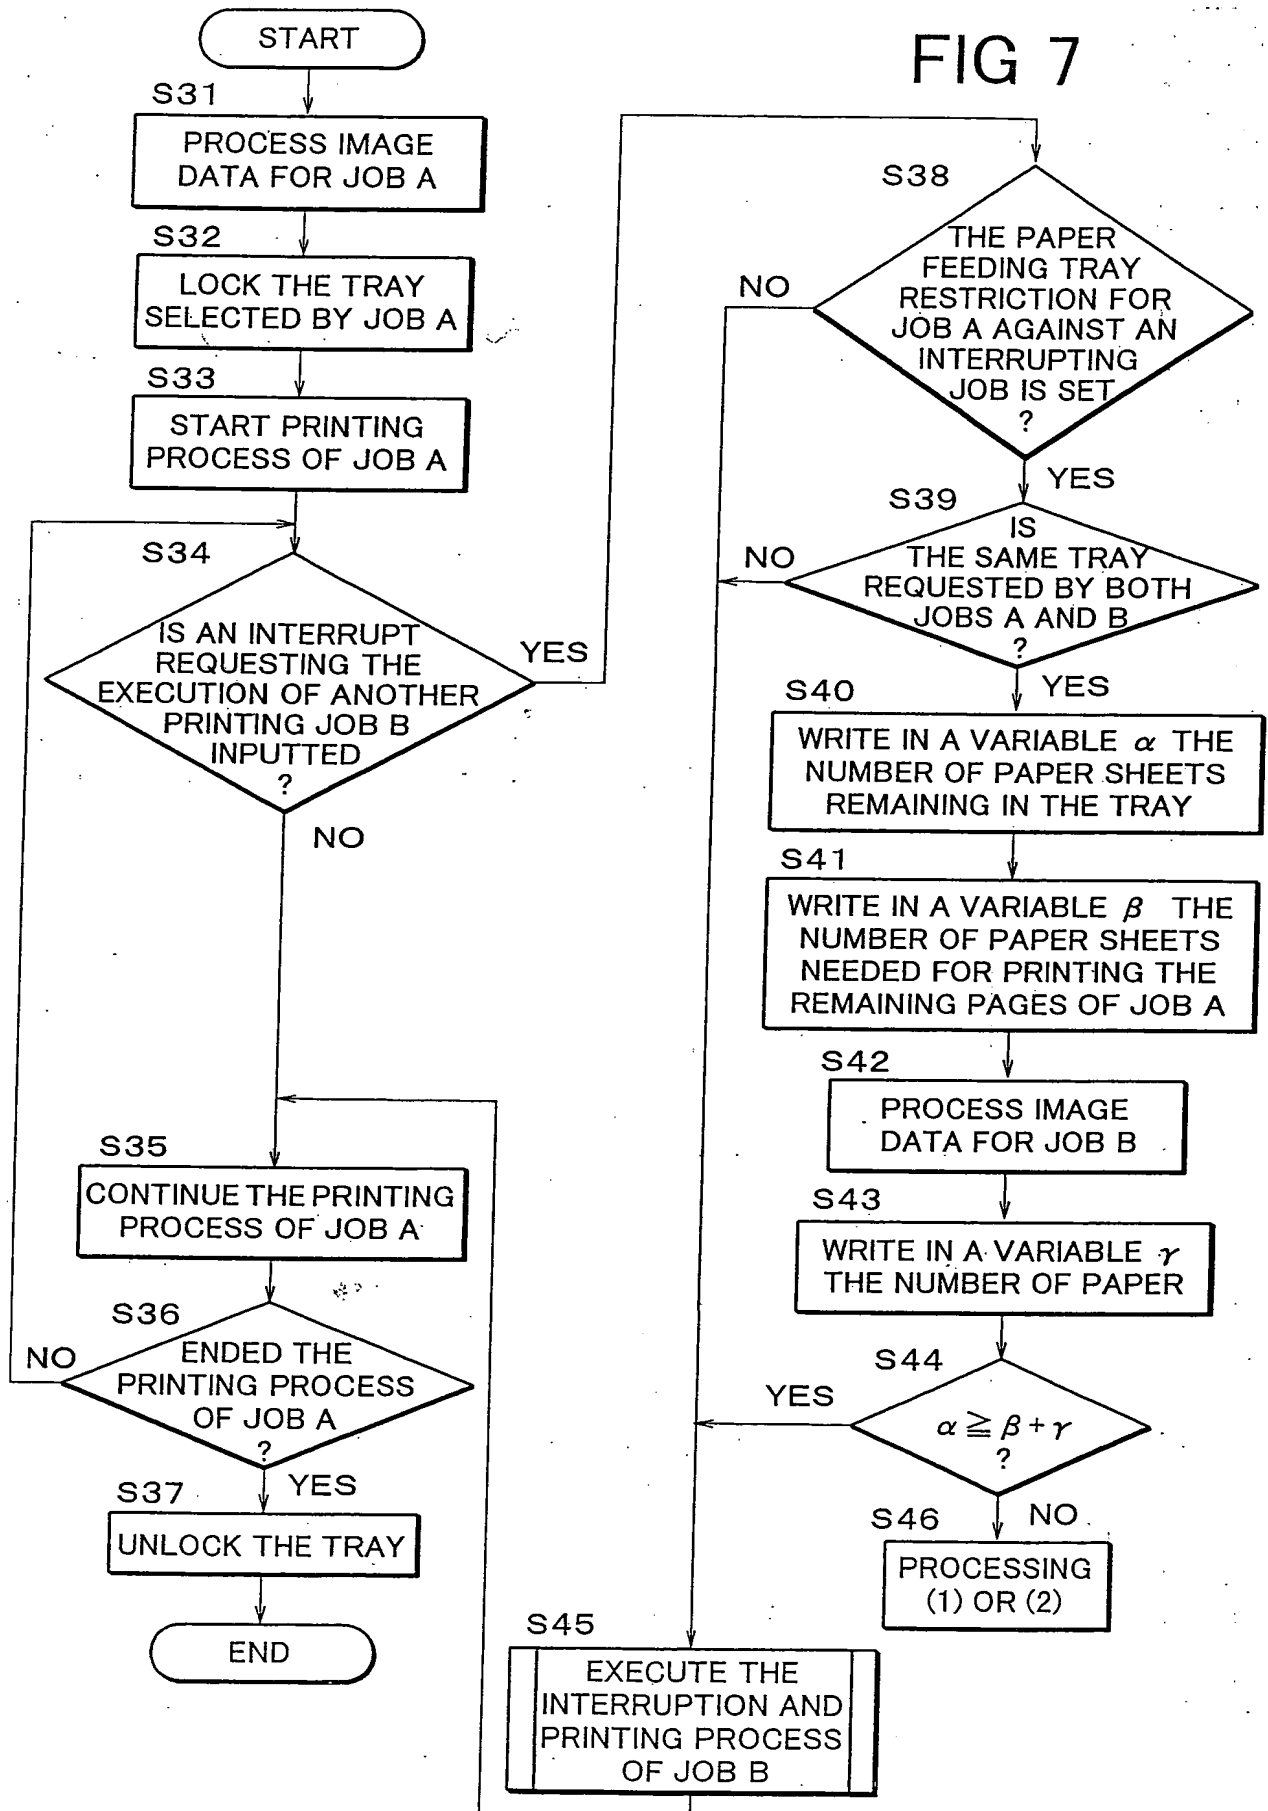 FIG 7
START
S31
PROCESS IMAGE
DATA FOR JOB A
S32
LOCK THE TRAY
SELECTED BY JOB A
S33
START PRINTING
PROCESS OF JOB A
S34
IS AN INTERRUPT
REQUESTING THE
EXECUTION OF ANOTHER
PRINTING JOB B
INPUTTED
?
YES
NO
S35
CONTINUE THE PRINTING
PROCESS OF JOB A
S36
ENDED THE
PRINTING PROCESS
OF JOB A
?
NO
YES
S37
UNLOCK THE TRAY
END
S38
THE PAPER
FEEDING TRAY
RESTRICTION FOR
JOB A AGAINST AN
INTERRUPTING
JOB IS SET
?
NO
YES
S39
IS
THE SAME TRAY
REQUESTED BY BOTH
JOBS A AND B
?
NO
YES
S40
WRITE IN A VARIABLE α THE
NUMBER OF PAPER SHEETS
REMAINING IN THE TRAY
S41
WRITE IN A VARIABLE β THE
NUMBER OF PAPER SHEETS
NEEDED FOR PRINTING THE
REMAINING PAGES OF JOB A
S42
PROCESS IMAGE
DATA FOR JOB B
S43
WRITE IN A VARIABLE γ
THE NUMBER OF PAPER
S44
α ≧ β + γ
?
YES
NO
S46
PROCESSING
(1) OR (2)
S45
EXECUTE THE
INTERRUPTION AND
PRINTING PROCESS
OF JOB B